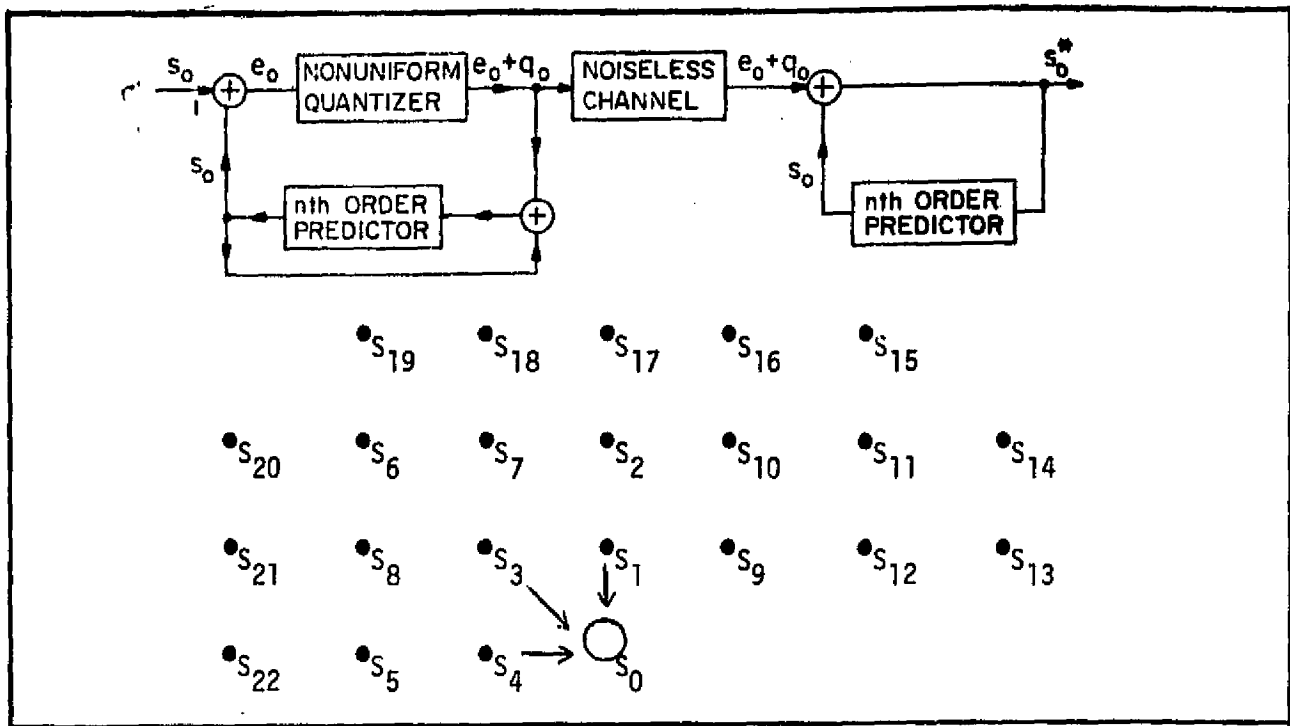 s₀ e₀ NONUNIFORM QUANTIZER e₀+q₀ NOISELESS CHANNEL e₀+q₀ s₀*
s₀ nth ORDER PREDICTOR s₀ nth ORDER PREDICTOR
S₁₉ S₁₈ S₁₇ S₁₆ S₁₅
S₂₀ S₆ S₇ S₂ S₁₀ S₁₁ S₁₄
S₂₁ S₈ S₃ S₁ S₉ S₁₂ S₁₃
S₂₂ S₅ S₄ S₀